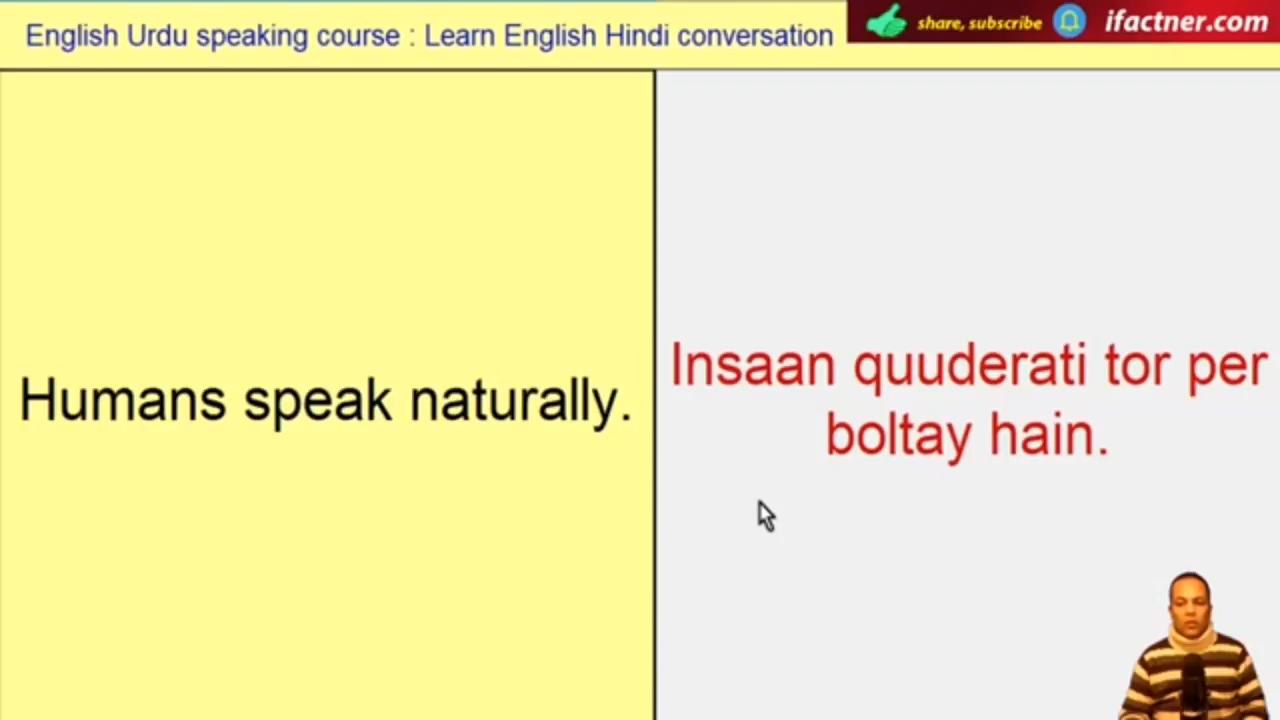 English Urdu speaking course : Learn English Hindi conversation
share, subscribe
ifactner.com
Humans speak naturally.
Insaan quuderati tor per
boltay hain.